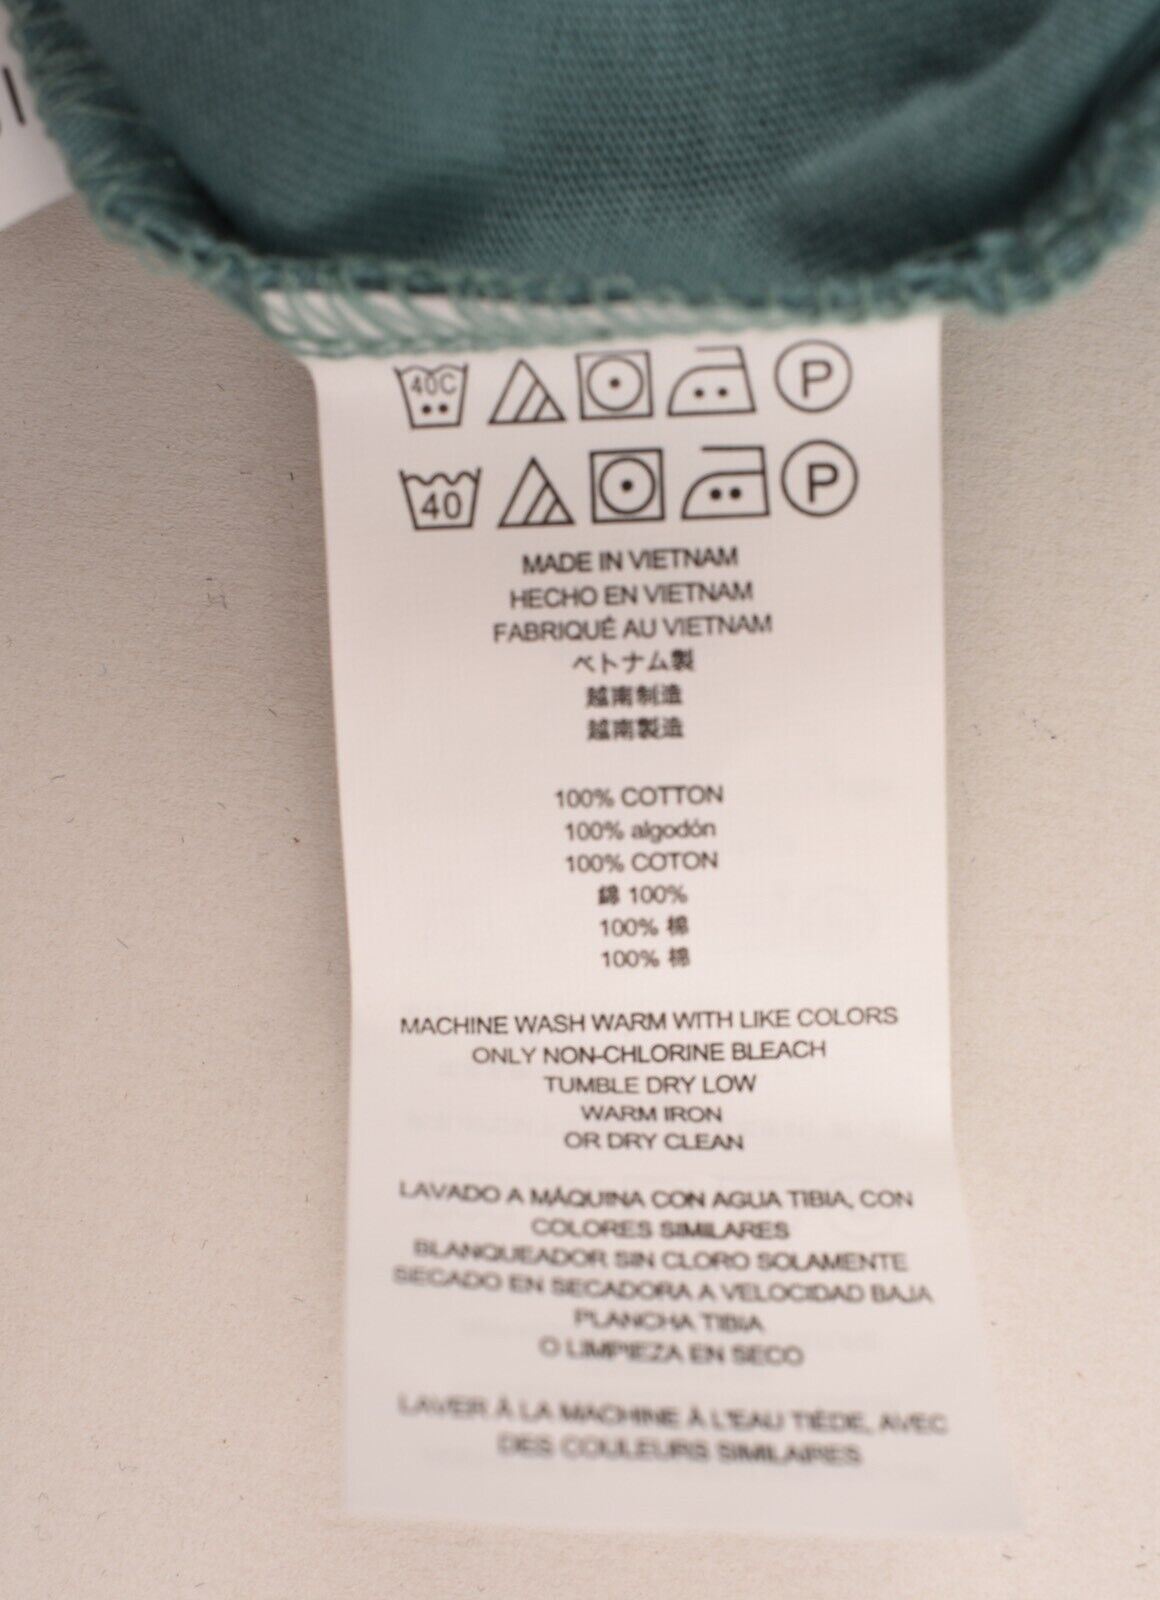 40C P
40 P
MADE IN VIETNAM
HECHO EN VIETNAM
FABRIQUÉ AU VIETNAM
ベトナム製
越南制造
越南製造
100% COTTON
100% algodón
100% COTON
錦 100%
100% 棉
100% 棉
MACHINE WASH WARM WITH LIKE COLORS
ONLY NON-CHLORINE BLEACH
TUMBLE DRY LOW
WARM IRON
OR DRY CLEAN
LAVADO A MÁQUINA CON AGUA TIBIA, CON
COLORES SIMILARES
BLANQUEADOR SIN CLORO SOLAMENTE
SECADO EN SECADORA A VELOCIDAD BAJA
PLANCHA TIBIA
O LIMPIEZA EN SECO
LAVER À LA MACHINE À L'EAU TIÈDE, AVEC
DES COULEURS SIMILAIRES